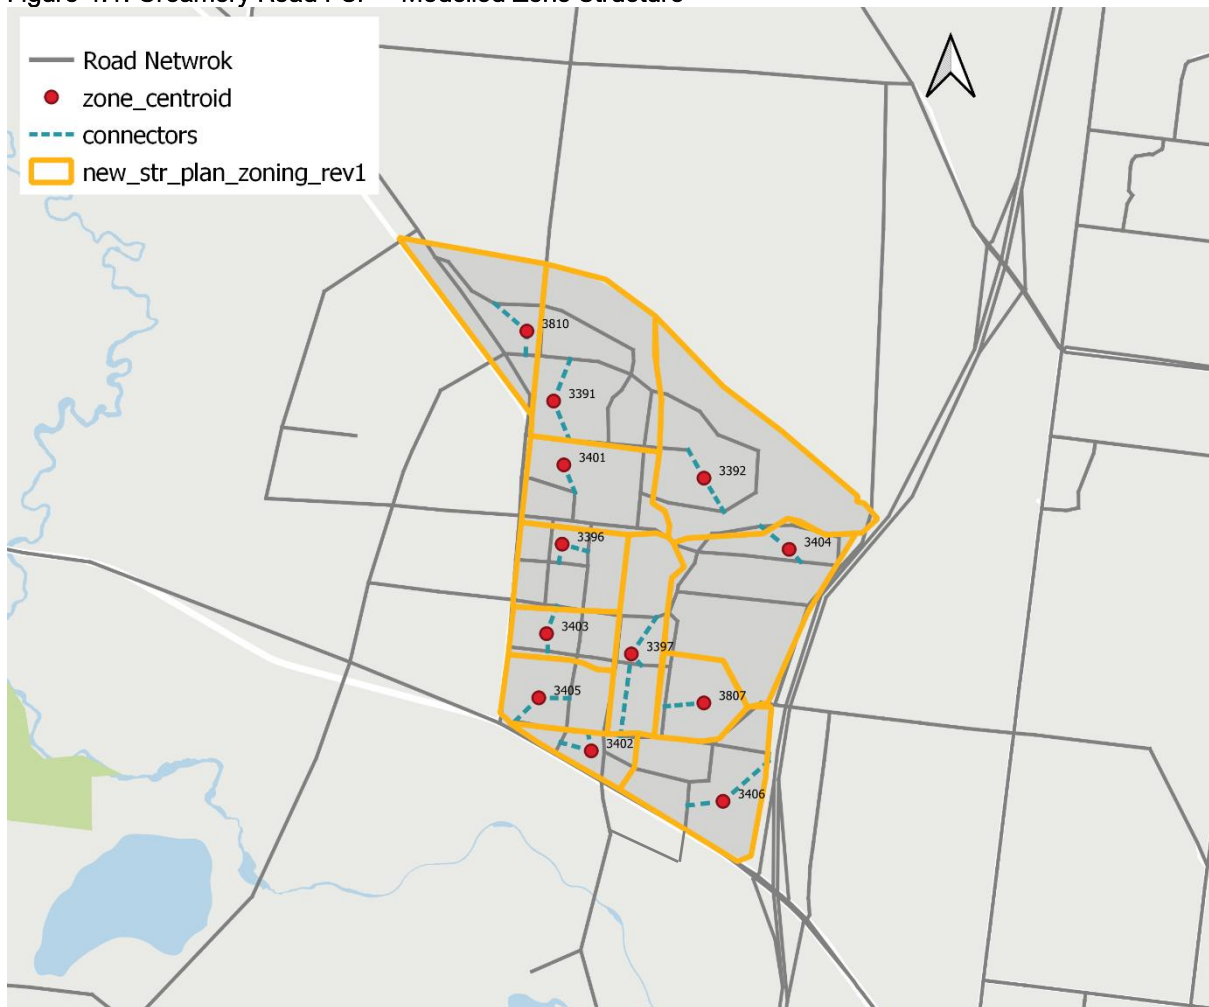 Figure 4.4: Creamery Road PSP – Modelled Zone Structure
Road Netwrok
zone_centroid
connectors
new_str_plan_zoning_rev1
3810
3391
3401
3392
3396
3404
3403
3397
3405
3807
3402
3406